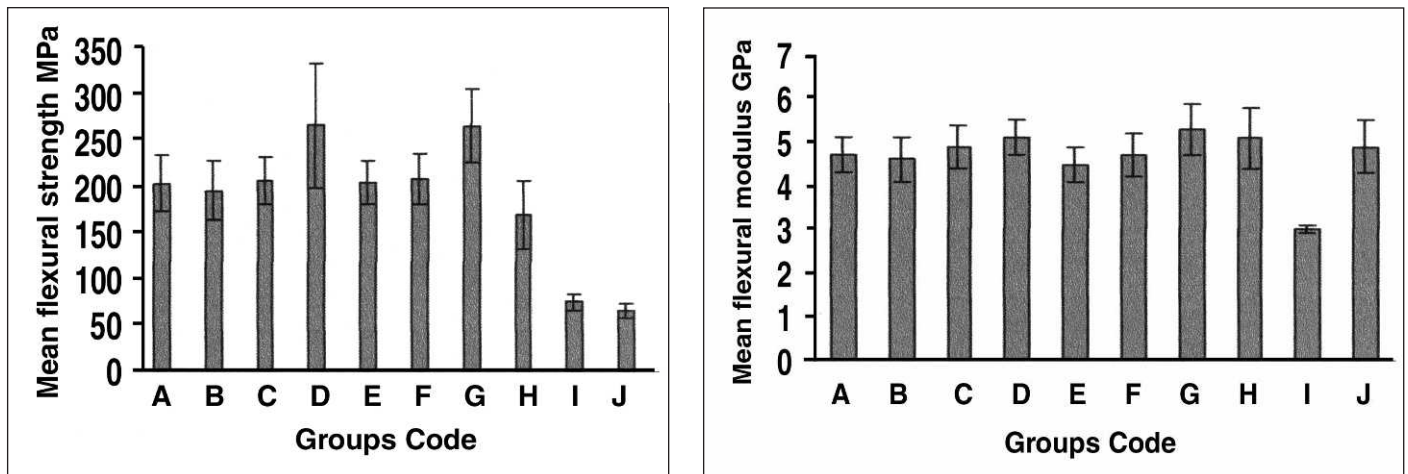 Mean flexural strength MPa
350
300
250
200
150
100
50
0
A B C D E F G H I J
Groups Code
Mean flexural modulus GPa
7
6
5
4
3
2
1
0
A B C D E F G H I J
Groups Code